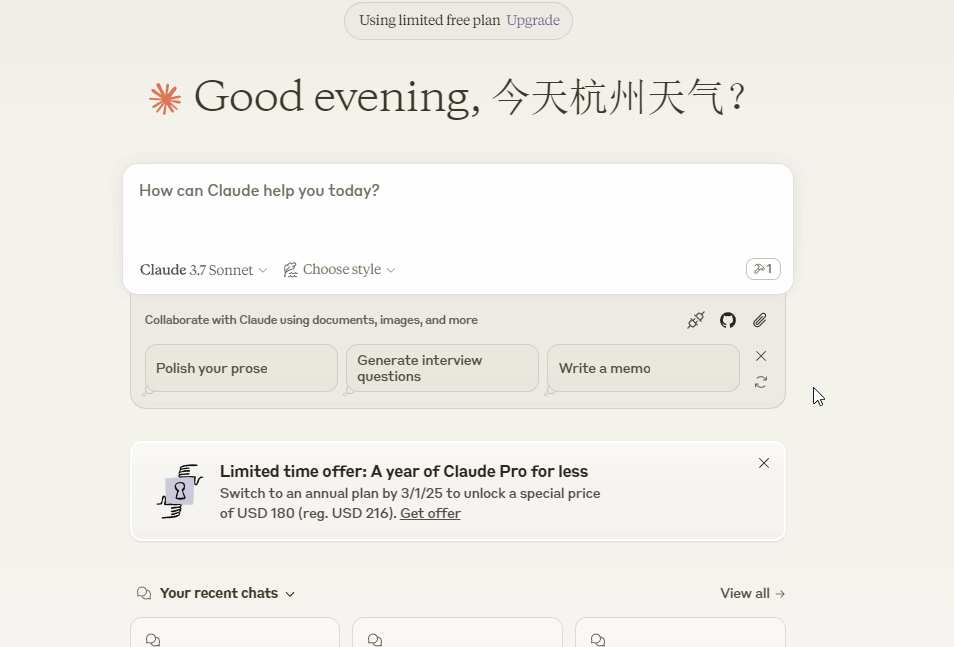 Using limited free plan Upgrade
Good evening, 今天杭州天气？
How can Claude help you today?
Claude 3.7 Sonnet Choose style 1
Collaborate with Claude using documents, images, and more
Polish your prose
Generate interview
questions
Write a memo
Limited time offer: A year of Claude Pro for less
Switch to an annual plan by 3/1/25 to unlock a special price
of USD 180 (reg. USD 216). Get offer
Your recent chats View all